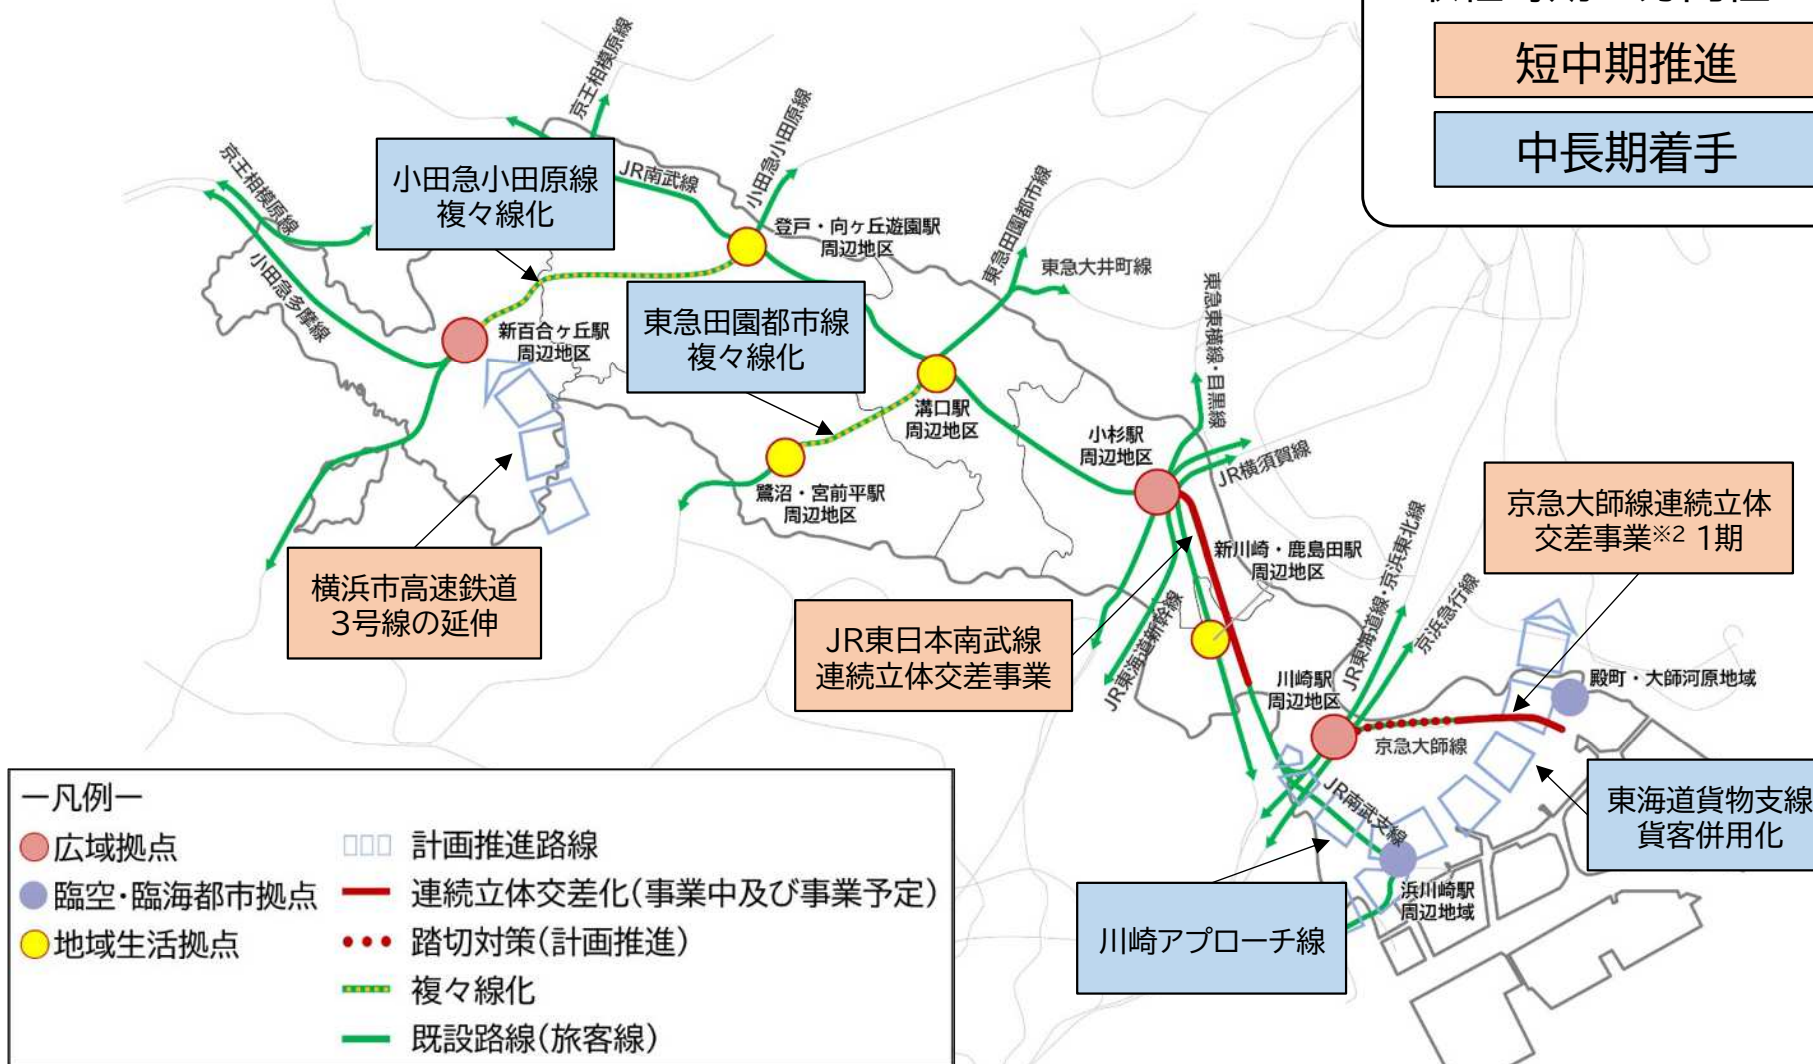 短中期推進
中長期着手
京王相模原線
京王相模原線
小田急多摩線
小田急小田原線
複々線化
JR南武線
小田急小田原線
登戸・向ヶ丘遊園駅
周辺地区
東急田園都市線
東急大井町線
新百合ヶ丘駅
周辺地区
東急田園都市線
複々線化
溝口駅
周辺地区
東急東横線・目黒線
小杉駅
周辺地区
JR横須賀線
鷺沼・宮前平駅
周辺地区
横浜市高速鉄道
3号線の延伸
新川崎・鹿島田駅
周辺地区
JR東海道線・京浜東北線
京浜急行線
京急大師線連続立体
交差事業※2 1期
JR東日本南武線
連続立体交差事業
JR東海道新幹線
川崎駅
周辺地区
殿町・大師河原地域
京急大師線
JR南武支線
東海道貨物支線
貨客併用化
浜川崎駅
周辺地域
川崎アプローチ線
ー凡例ー
広域拠点
臨空・臨海都市拠点
地域生活拠点
計画推進路線
連続立体交差化(事業中及び事業予定)
踏切対策(計画推進)
複々線化
既設路線(旅客線)